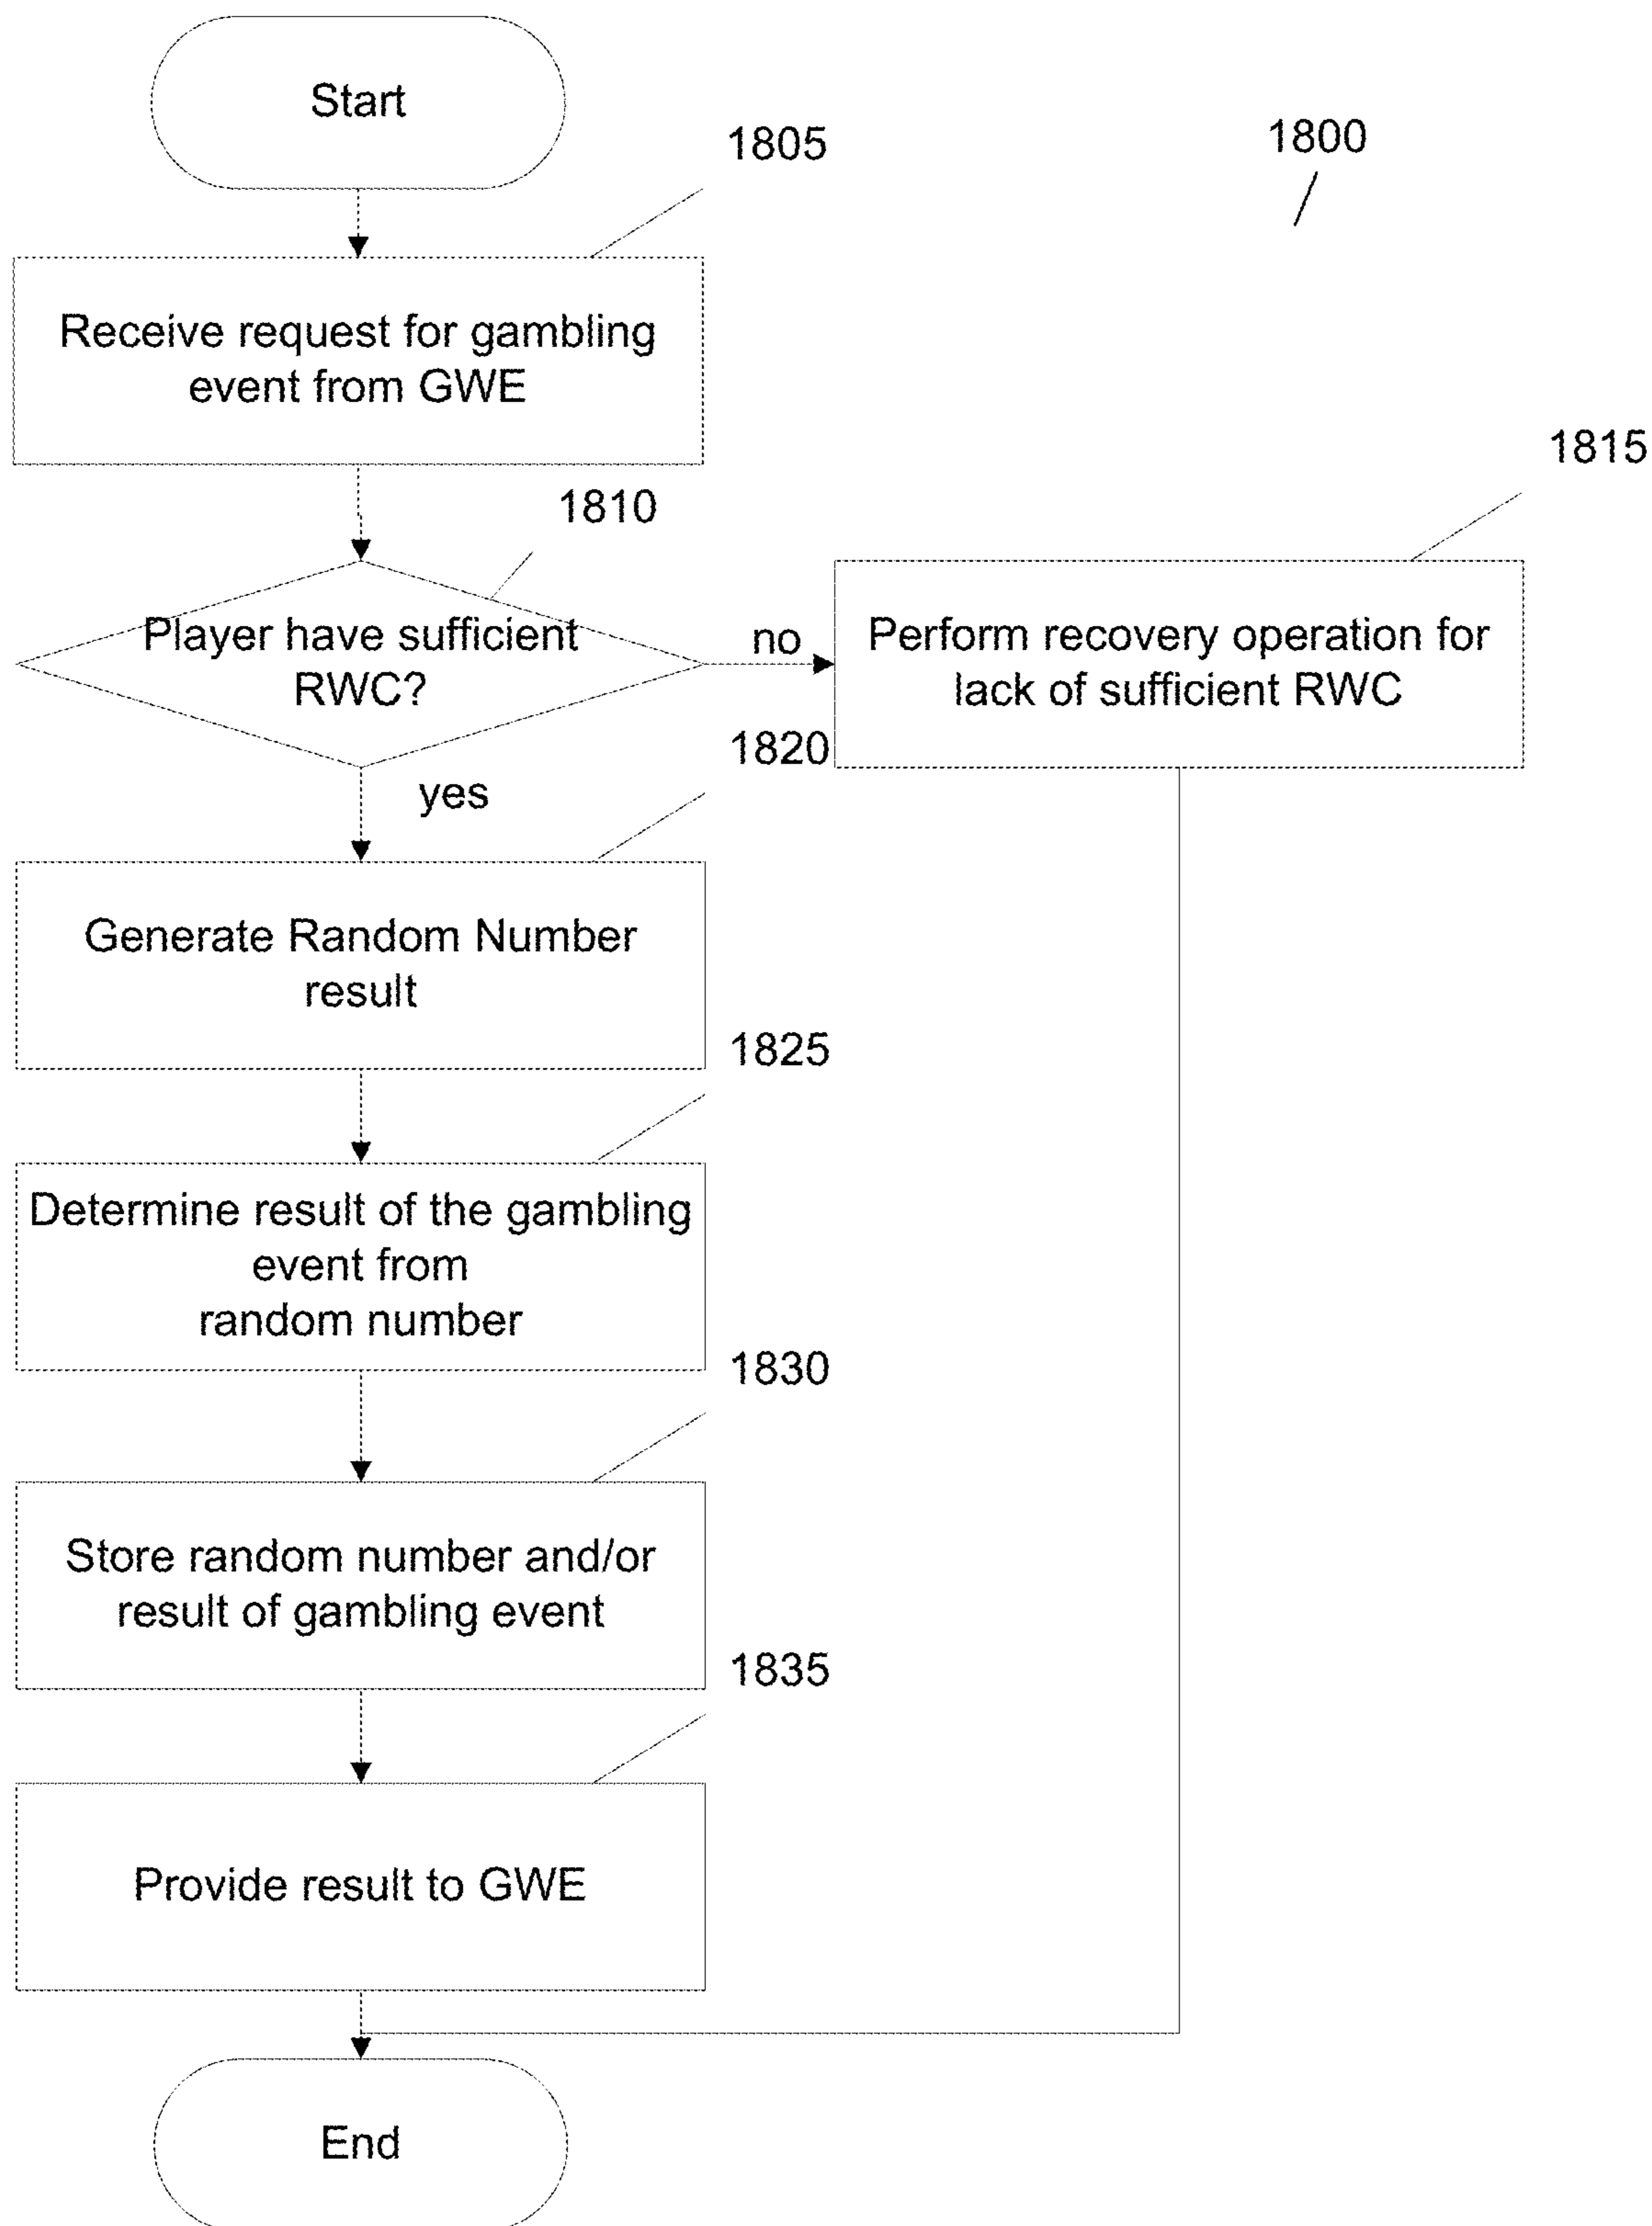 Start
1805
1800
Receive request for gambling
event from GWE
1815
1810
Player have sufficient
RWC?
no
Perform recovery operation for
lack of sufficient RWC
1820
yes
Generate Random Number
result
1825
Determine result of the gambling
event from
random number
1830
Store random number and/or
result of gambling event
1835
Provide result to GWE
End